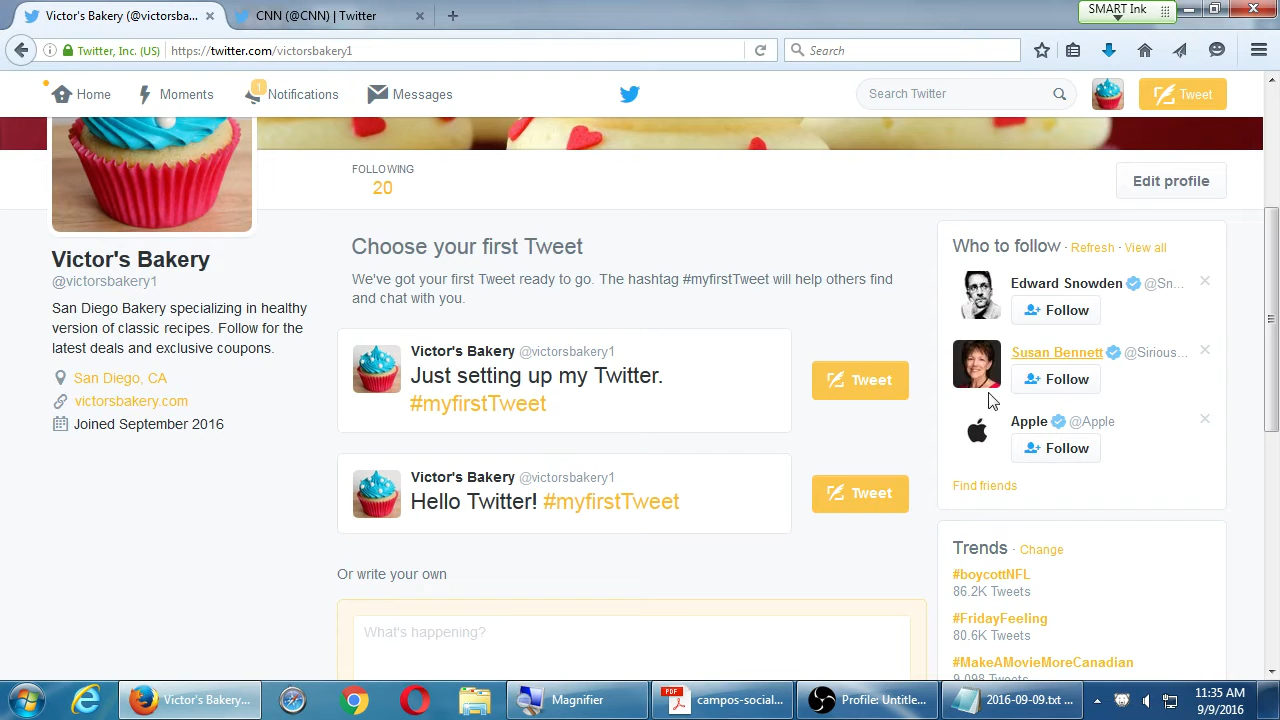 Victor's Bakery (@victorsba...
CNN (@CNN) | Twitter
SMART Ink
Twitter, Inc. (US)
https://twitter.com/victorsbakery1
Search
Home
Moments
1
Notifications
Messages
Search Twitter
Tweet
FOLLOWING
20
Edit profile
Victor's Bakery
@victorsbakery1
San Diego Bakery specializing in healthy
version of classic recipes. Follow for the
latest deals and exclusive coupons.
San Diego, CA
victorsbakery.com
Joined September 2016
Choose your first Tweet
We've got your first Tweet ready to go. The hashtag #myfirstTweet will help others find
and chat with you.
Victor's Bakery @victorsbakery1
Just setting up my Twitter.
#myfirstTweet
Tweet
Victor's Bakery @victorsbakery1
Hello Twitter! #myfirstTweet
Tweet
Or write your own
What's happening?
Who to follow · Refresh · View all
Edward Snowden @Sn...
Follow
Susan Bennett @Sirious...
Follow
Apple @Apple
Follow
Find friends
Trends · Change
#boycottNFL
86.2K Tweets
#FridayFeeling
80.6K Tweets
#MakeAMovieMoreCanadian
9,098 Tweets
Victor's Bakery...
Magnifier
PDF
campos-social...
Profile: Untitle...
2016-09-09.txt ...
11:35 AM
9/9/2016